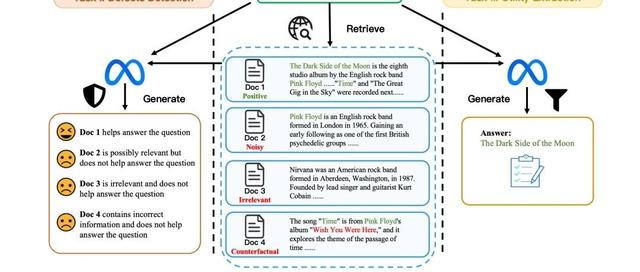 Retrieve
Generate
Doc 1 helps answer the question
Doc 2 is possibly relevant but
does not help answer the question
Doc 3 is irrelevant and does not
help answer the question
Doc 4 contains incorrect
information and does not help
answer the question
Doc 1
Positive
The Dark Side of the Moon is the eighth
studio album by the English rock band
Pink Floyd ......"Time" and "The Great
Gig in the Sky" were recorded next......
Doc 2
Noisy
Pink Floyd is an English rock band
formed in London in 1965. Gaining an
early following as one of the first British
psychedelic groups ......
Doc 3
Irrelevant
Nirvana was an American rock band
formed in Aberdeen, Washington, in 1987.
Founded by lead singer and guitarist Kurt
Cobain ......
Doc 4
Counterfactual
The song "Time" is from Pink Floyd's
album "Wish You Were Here," and it
explores the theme of the passage of
time ......
Generate
Answer:
The Dark Side of the Moon